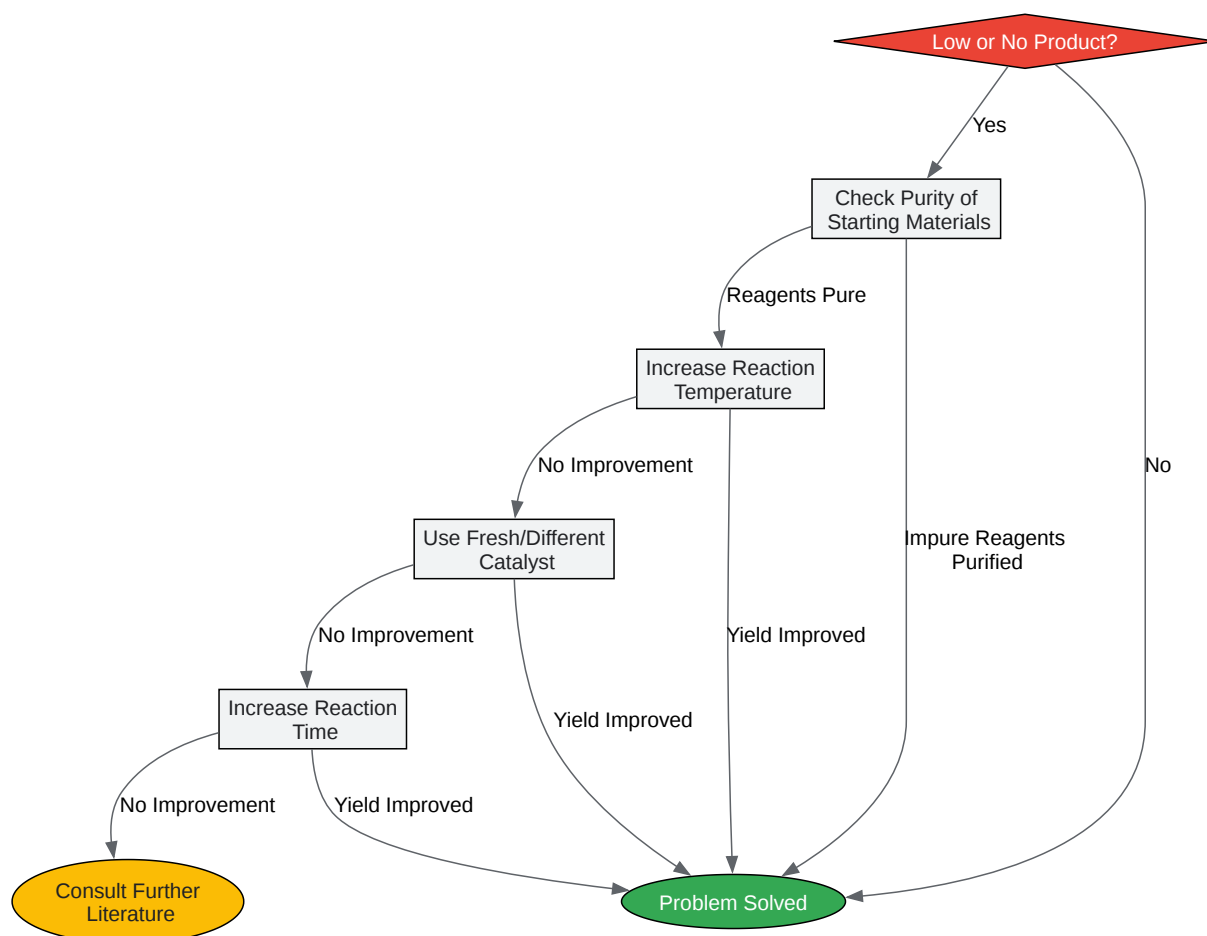 Low or No Product?
Yes
Check Purity of
Starting Materials
Reagents Pure
Increase Reaction
Temperature
No Improvement
No
Use Fresh/Different
Catalyst
Impure Reagents
Purified
No Improvement
Yield Improved
Increase Reaction
Time
Yield Improved
No Improvement
Yield Improved
Consult Further
Literature
Problem Solved